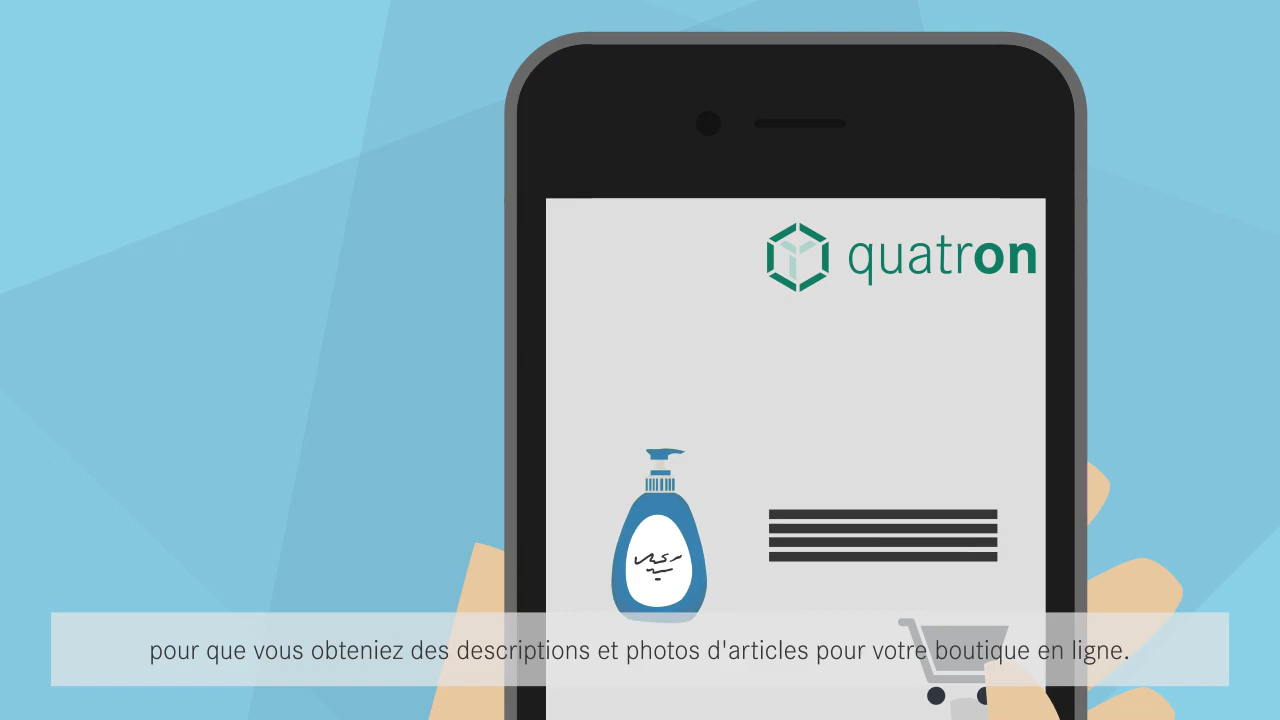 quatron
pour que vous obteniez des descriptions et photos d'articles pour votre boutique en ligne.